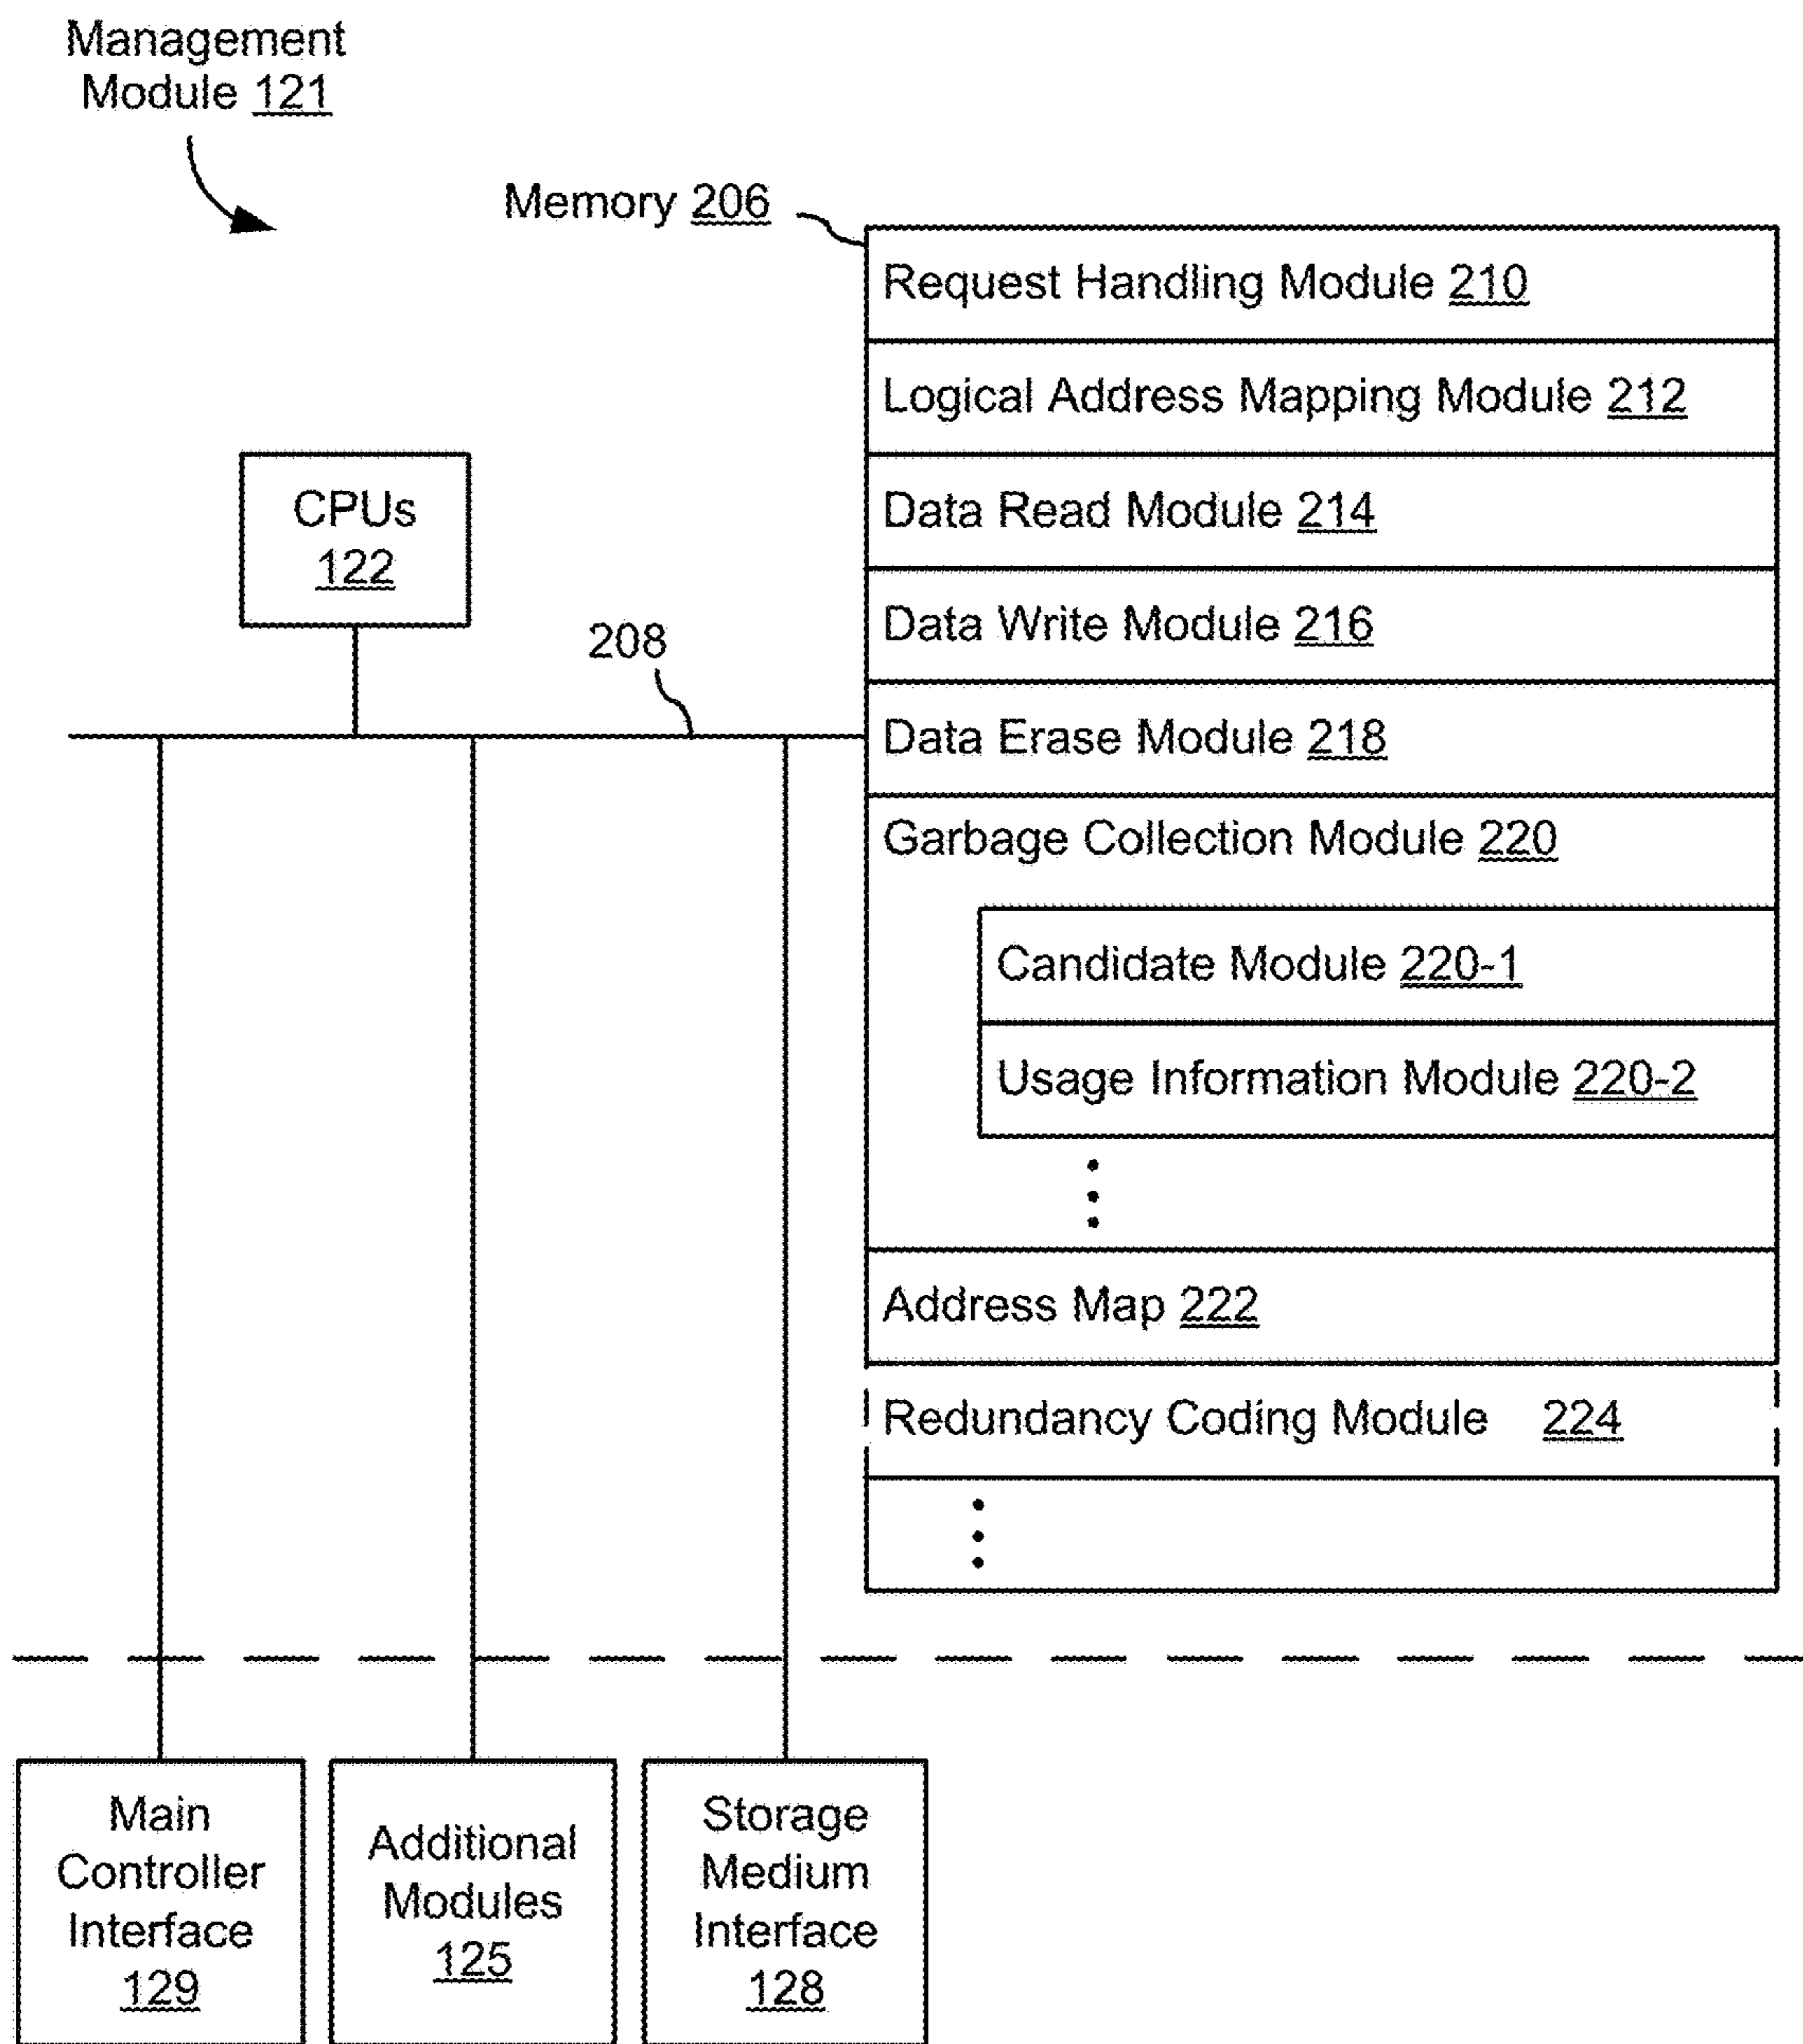 Management
Module 121
Memory 206
Request Handling Module 210
Logical Address Mapping Module 212
CPUs
122
Data Read Module 214
Data Write Module 216
208
Data Erase Module 218
Garbage Collection Module 220
Candidate Module 220-1
Usage Information Module 220-2
Address Map 222
Redundancy Coding Module 224
Main
Controller
Interface
129
Additional
Modules
125
Storage
Medium
Interface
128